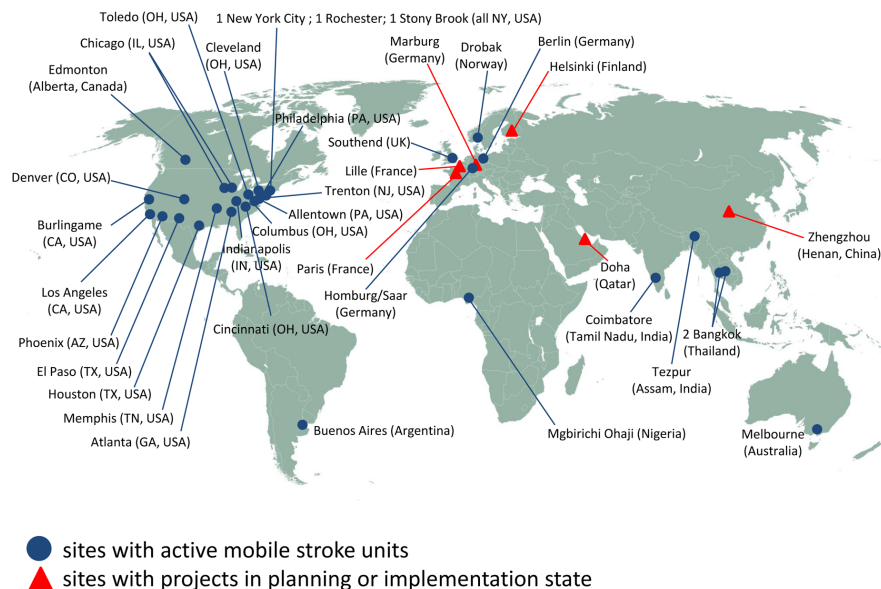 Toledo (OH, USA)
1 New York City ; 1 Rochester; 1 Stony Brook (all NY, USA)
Chicago (IL, USA)
Cleveland
(OH, USA)
Marburg
(Germany)
Drobak
(Norway)
Berlin (Germany)
Helsinki (Finland)
Edmonton
(Alberta, Canada)
Philadelphia (PA, USA)
Southend (UK)
Denver (CO, USA)
Lille (France)
Trenton (NJ, USA)
Allentown (PA, USA)
Columbus (OH, USA)
Burlingame
(CA, USA)
Indianapolis
(IN, USA)
Zhengzhou
(Henan, China)
Paris (France)
Doha
(Qatar)
Los Angeles
(CA, USA)
Homburg/Saar
(Germany)
Coimbatore
(Tamil Nadu, India)
Cincinnati (OH, USA)
2 Bangkok
(Thailand)
Phoenix (AZ, USA)
El Paso (TX, USA)
Tezpur
(Assam, India)
Houston (TX, USA)
Memphis (TN, USA)
Atlanta (GA, USA)
Buenos Aires (Argentina)
Mgbirichi Ohaji (Nigeria)
Melbourne
(Australia)
sites with active mobile stroke units
sites with projects in planning or implementation state